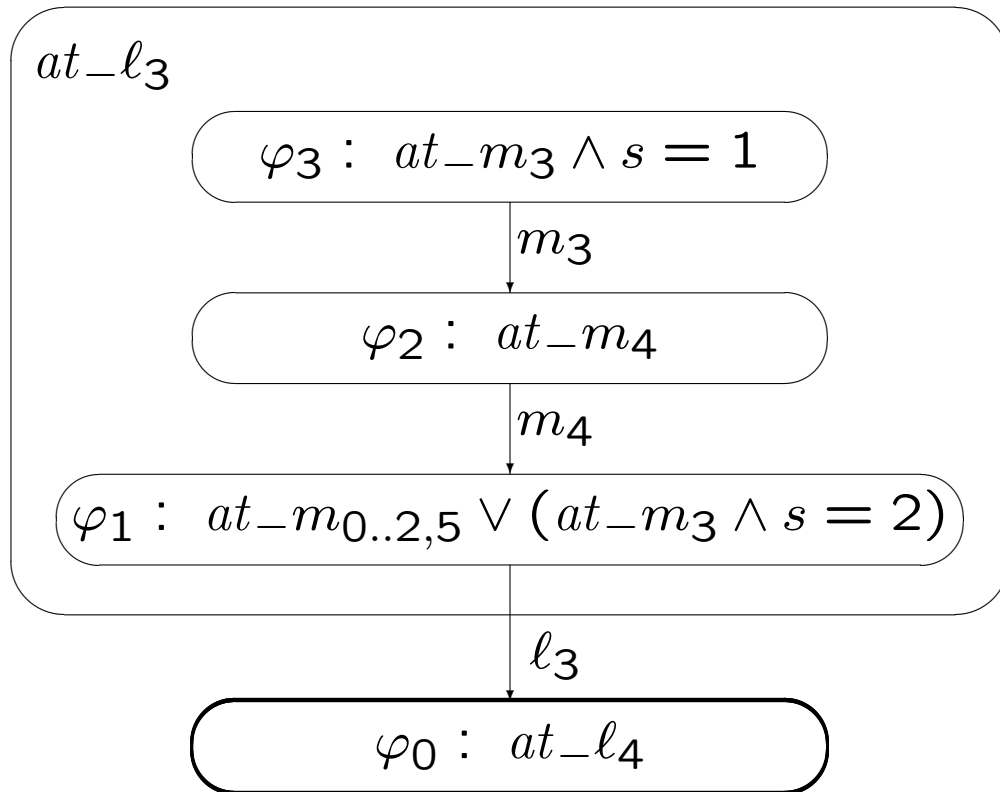 at_ℓ₃
φ₃ : at_m₃ ∧ s = 1
m₃
φ₂ : at_m₄
m₄
φ₁ : at_m₀..₂,₅ ∨ (at_m₃ ∧ s = 2)
ℓ₃
φ₀ : at_ℓ₄